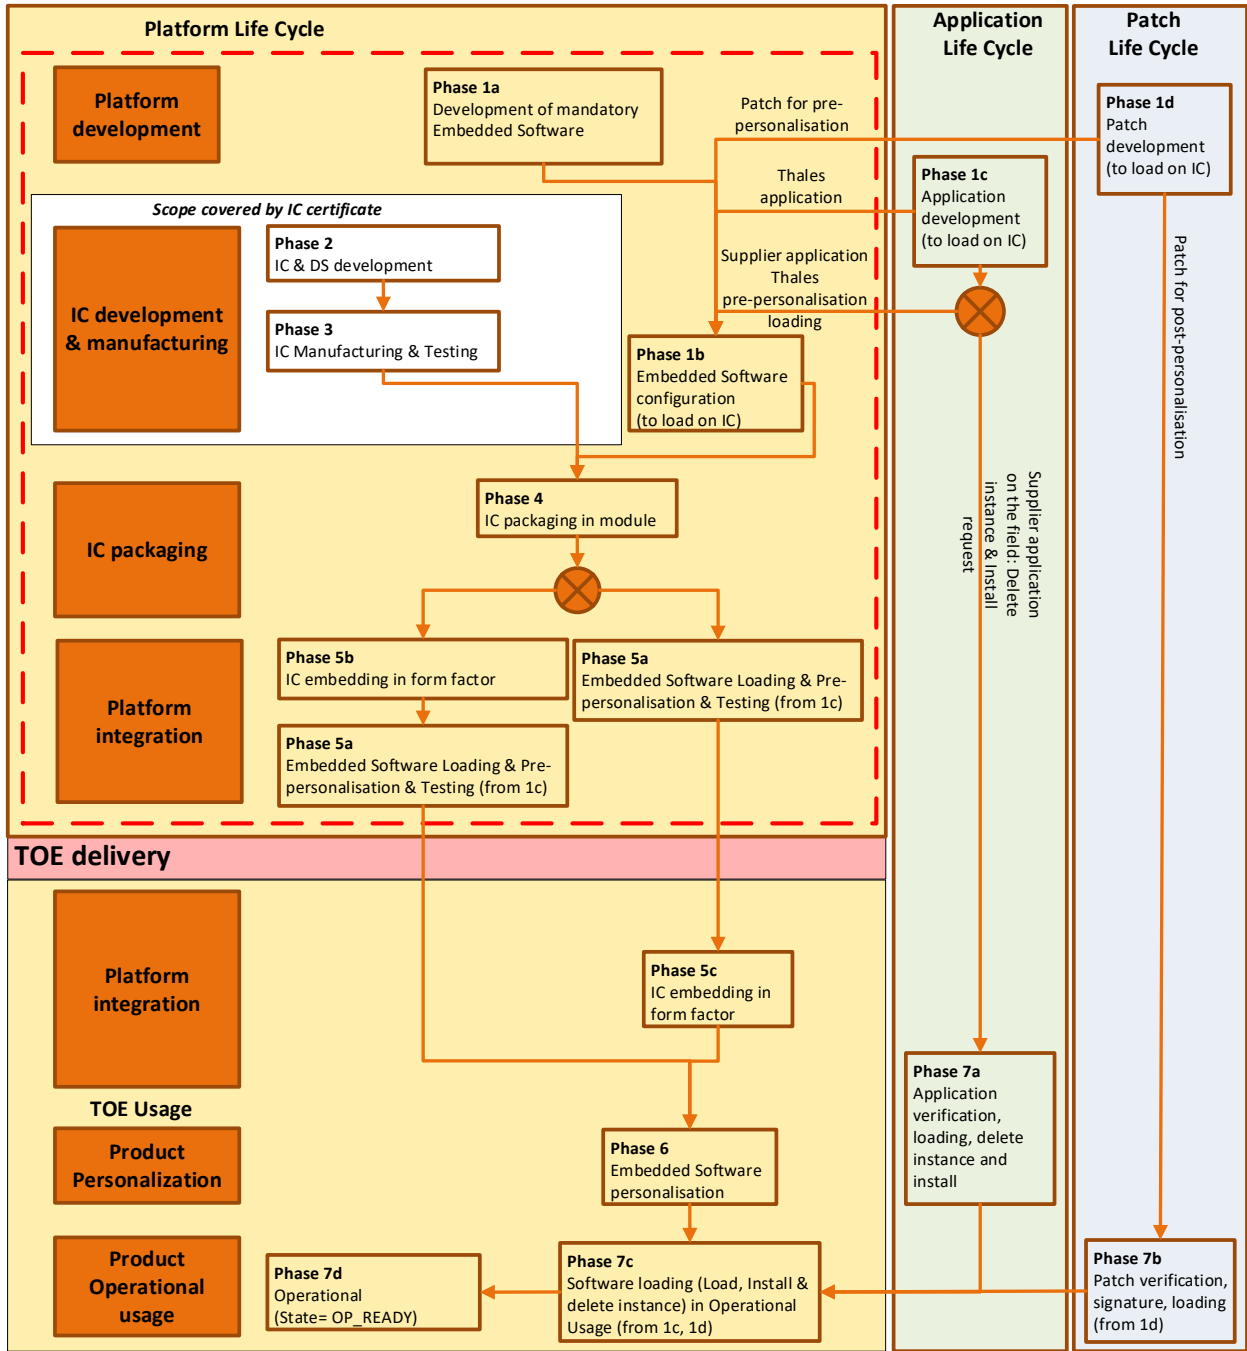 Platform Life Cycle
Application
Life Cycle
Patch
Life Cycle
Platform
development
Phase 1a
Development of mandatory
Embedded Software
Patch for pre-
personalisation
Phase 1d
Patch
development
(to load on IC)
Thales
application
Phase 1c
Application
development
(to load on IC)
Scope covered by IC certificate
Phase 2
IC & DS development
IC development
& manufacturing
Phase 3
IC Manufacturing & Testing
Supplier application
Thales
pre-personalisation
loading
Phase 1b
Embedded Software
configuration
(to load on IC)
Patch for post-personalisation
Supplier application
on the field: Delete
instance & Install
request
IC packaging
Phase 4
IC packaging in module
Platform
integration
Phase 5b
IC embedding in form factor
Phase 5a
Embedded Software Loading & Pre-
personalisation & Testing (from 1c)
Phase 5a
Embedded Software Loading & Pre-
personalisation & Testing (from 1c)
TOE delivery
Platform
integration
Phase 5c
IC embedding in
form factor
TOE Usage
Product
Personalization
Phase 6
Embedded Software
personalisation
Phase 7a
Application
verification,
loading, delete
instance and
install
Product
Operational
usage
Phase 7d
Operational
(State= OP_READY)
Phase 7c
Software loading (Load, Install &
delete instance) in Operational
Usage (from 1c, 1d)
Phase 7b
Patch verification,
signature, loading
(from 1d)